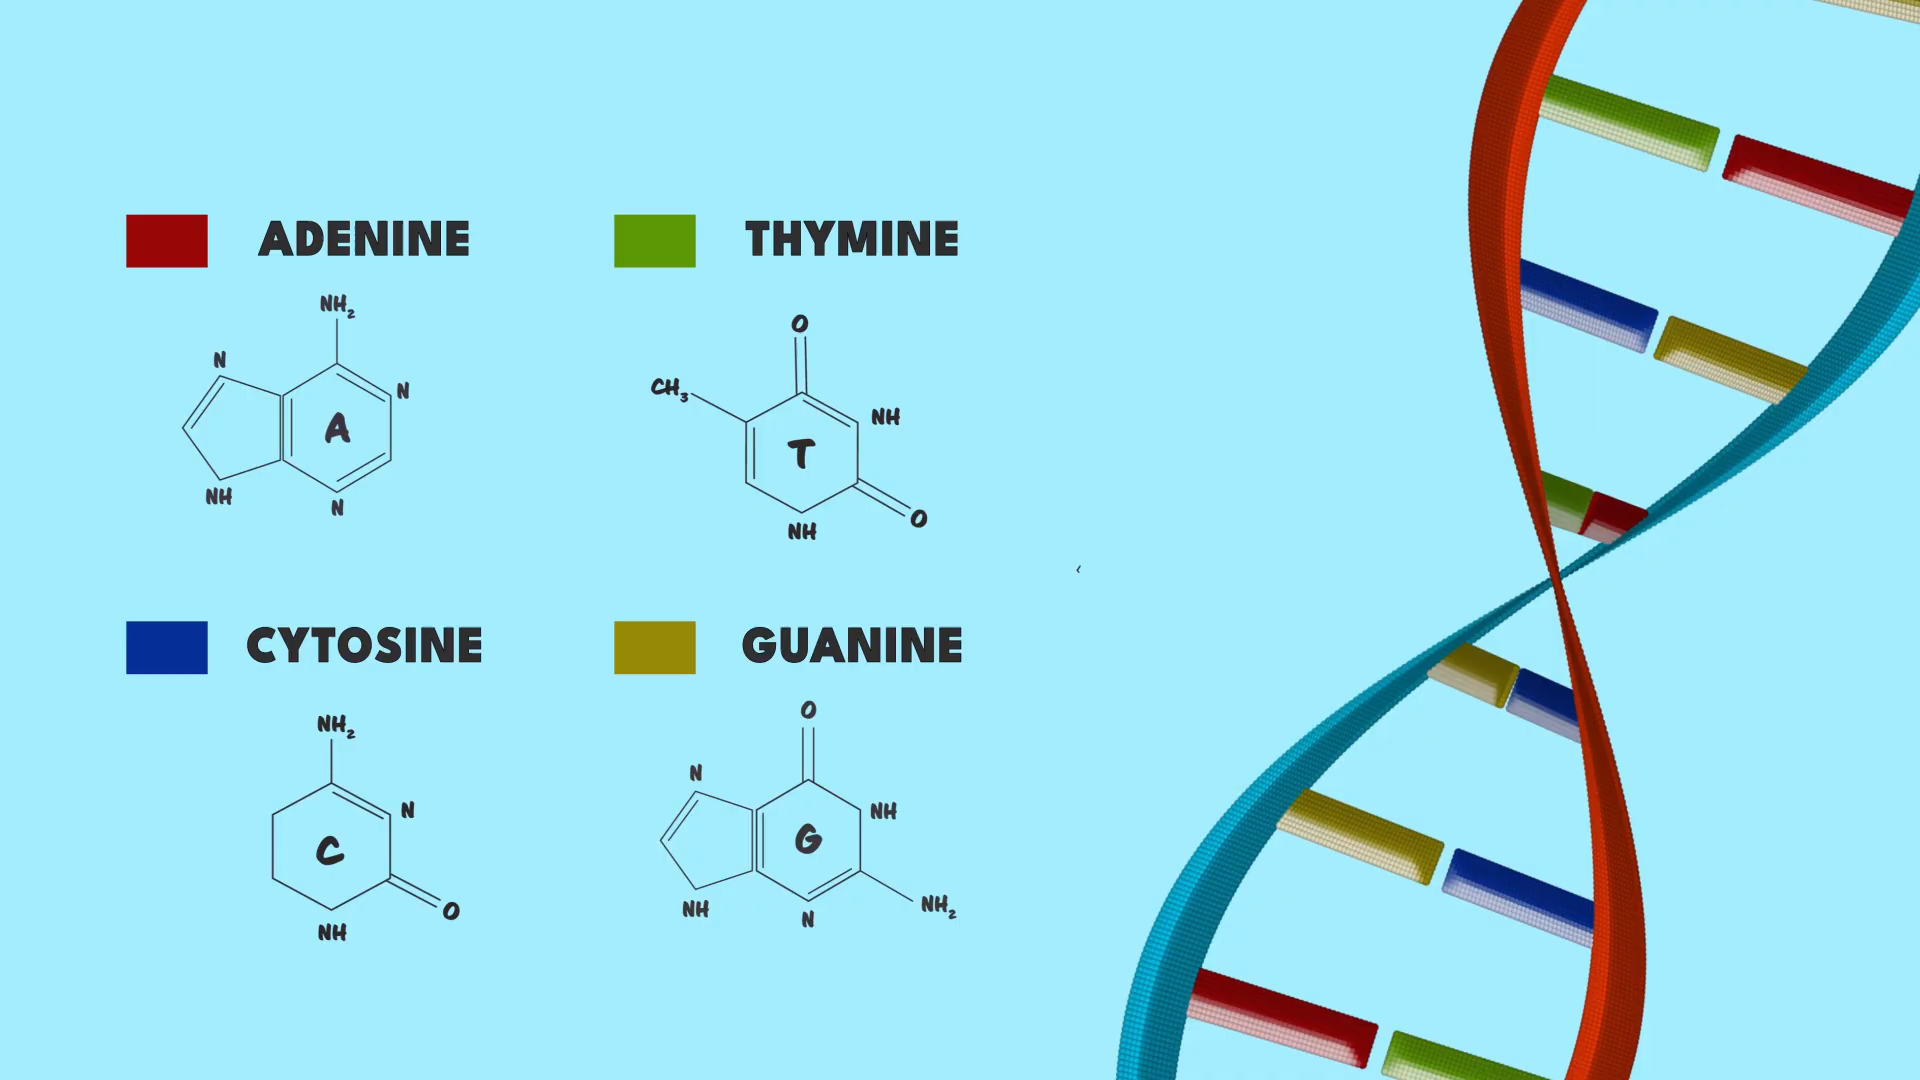 ADENINE
NH₂
N
N
A
NH
N
THYMINE
O
CH₃
NH
T
O
NH
CYTOSINE
NH₂
N
C
O
NH
GUANINE
O
N
NH
G
NH
N
NH₂